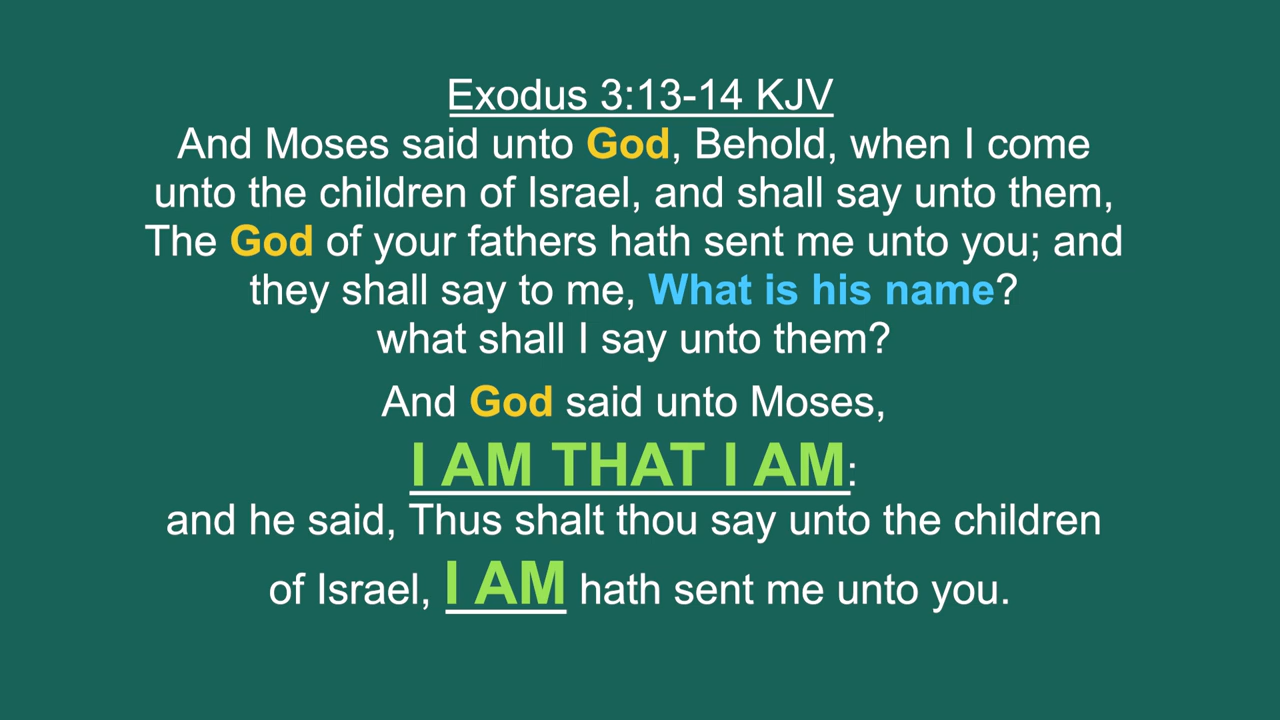 Exodus 3:13-14 KJV
And Moses said unto God, Behold, when I come
unto the children of Israel, and shall say unto them,
The God of your fathers hath sent me unto you; and
they shall say to me, What is his name?
what shall I say unto them?
And God said unto Moses,
I AM THAT I AM:
and he said, Thus shalt thou say unto the children
of Israel, I AM hath sent me unto you.